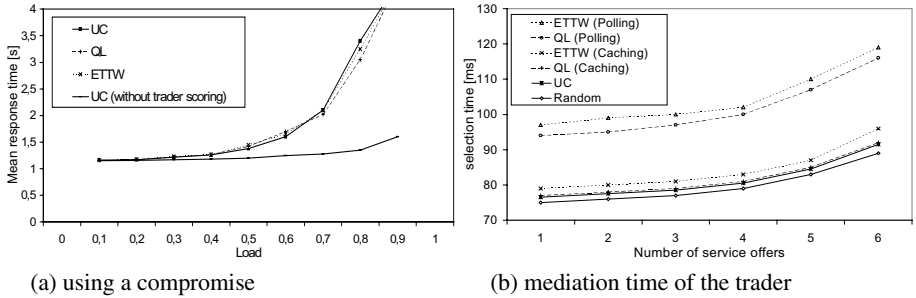 Mean response time [s]
4
3,5
3
2,5
2
1,5
1
0,5
0
UC
QL
ETTW
UC (without trader scoring)
0 0,1 0,2 0,3 0,4 0,5 0,6 0,7 0,8 0,9 1
Load
(a) using a compromise
selection time [ms]
130
120
110
100
90
80
70
ETTW (Polling)
QL (Polling)
ETTW (Caching)
QL (Caching)
UC
Random
1 2 3 4 5 6
Number of service offers
(b) mediation time of the trader